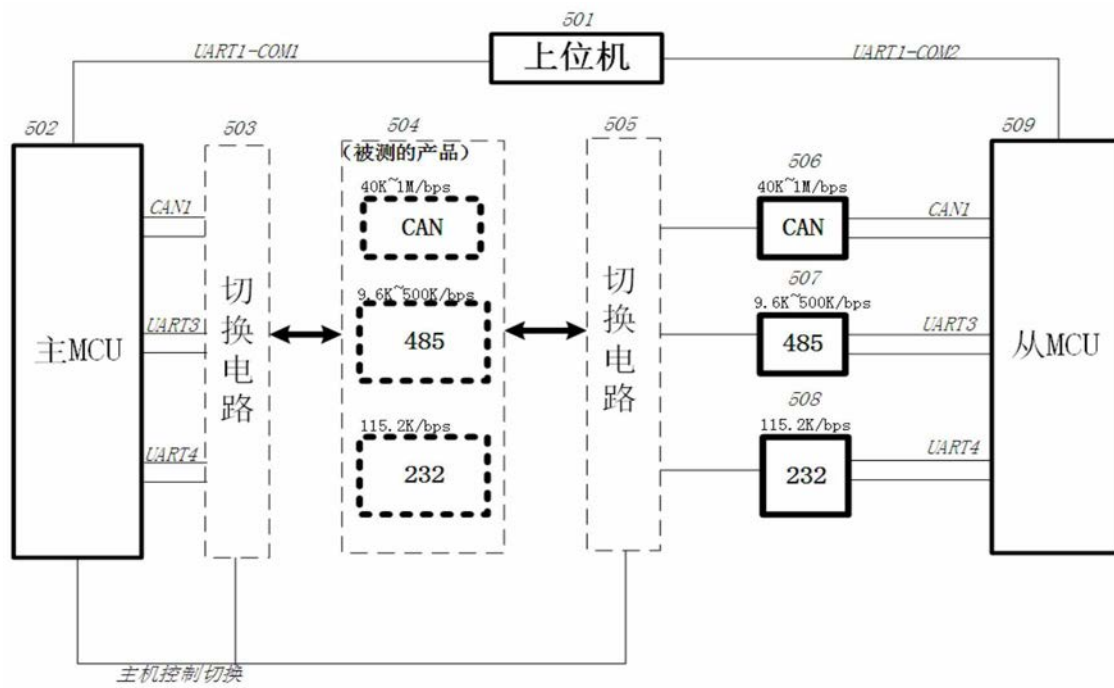 501
UART1-COM1
上位机
UART1-COM2
502
503
504
505
509
(被测的产品)
506
40K~1M/bps
40K~1M/bps
CAN1
CAN
CAN
CAN1
507
9.6K~500K/bps
9.6K~500K/bps
UART3
485
485
UART3
主MCU
切换电路
切换电路
从MCU
508
115.2K/bps
115.2K/bps
UART4
232
232
UART4
主机控制切换